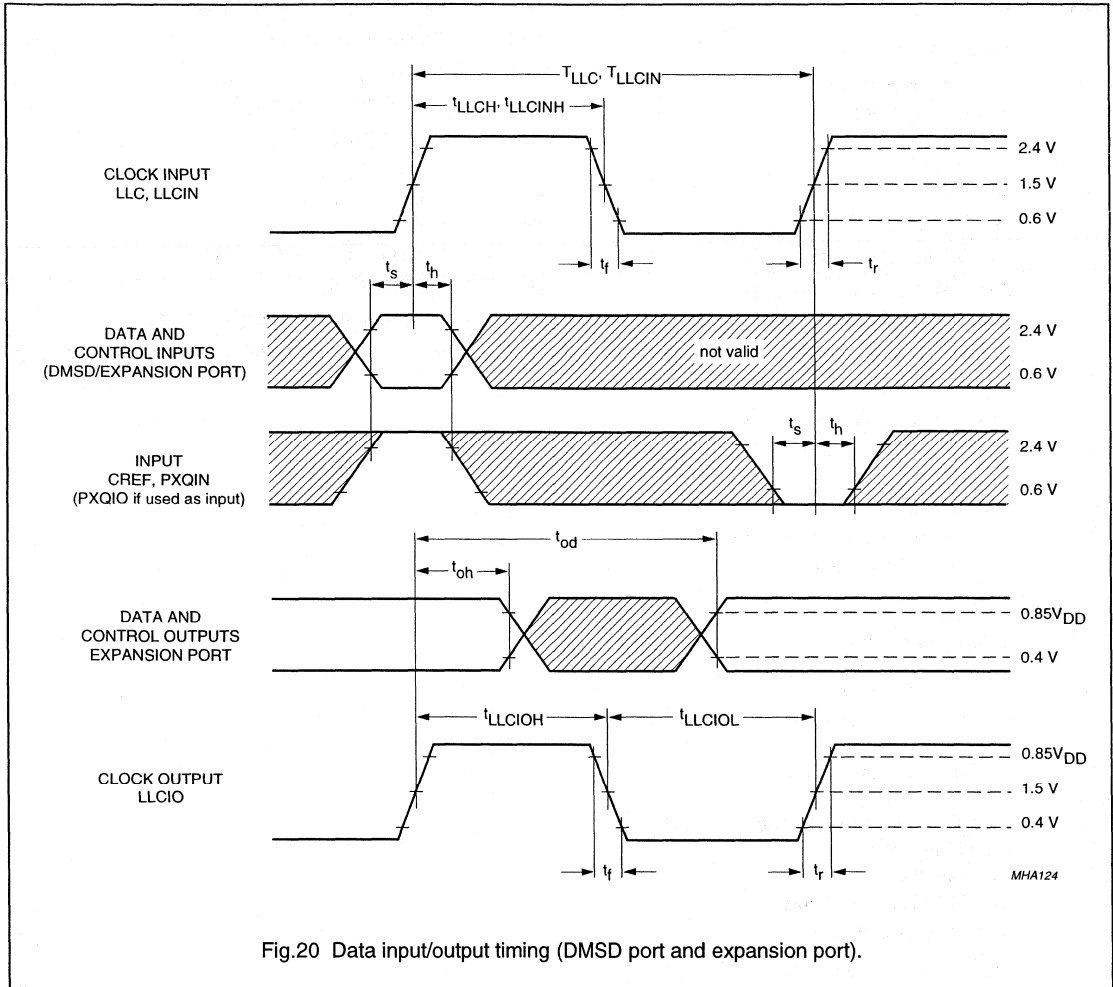 T_LLC, T_LLCIN
t_LLCH, t_LLCINH
CLOCK INPUT
LLC, LLCIN
2.4 V
1.5 V
0.6 V
t_f
t_r
t_s
t_h
DATA AND
CONTROL INPUTS
(DMSD/EXPANSION PORT)
not valid
2.4 V
0.6 V
t_s
t_h
INPUT
CREF, PXQIN
(PXQIO if used as input)
2.4 V
0.6 V
t_od
t_oh
DATA AND
CONTROL OUTPUTS
EXPANSION PORT
0.85V_DD
0.4 V
t_LLCIOH
t_LLCIOL
CLOCK OUTPUT
LLCIO
0.85V_DD
1.5 V
0.4 V
t_f
t_r
MHA124
Fig.20 Data input/output timing (DMSD port and expansion port).